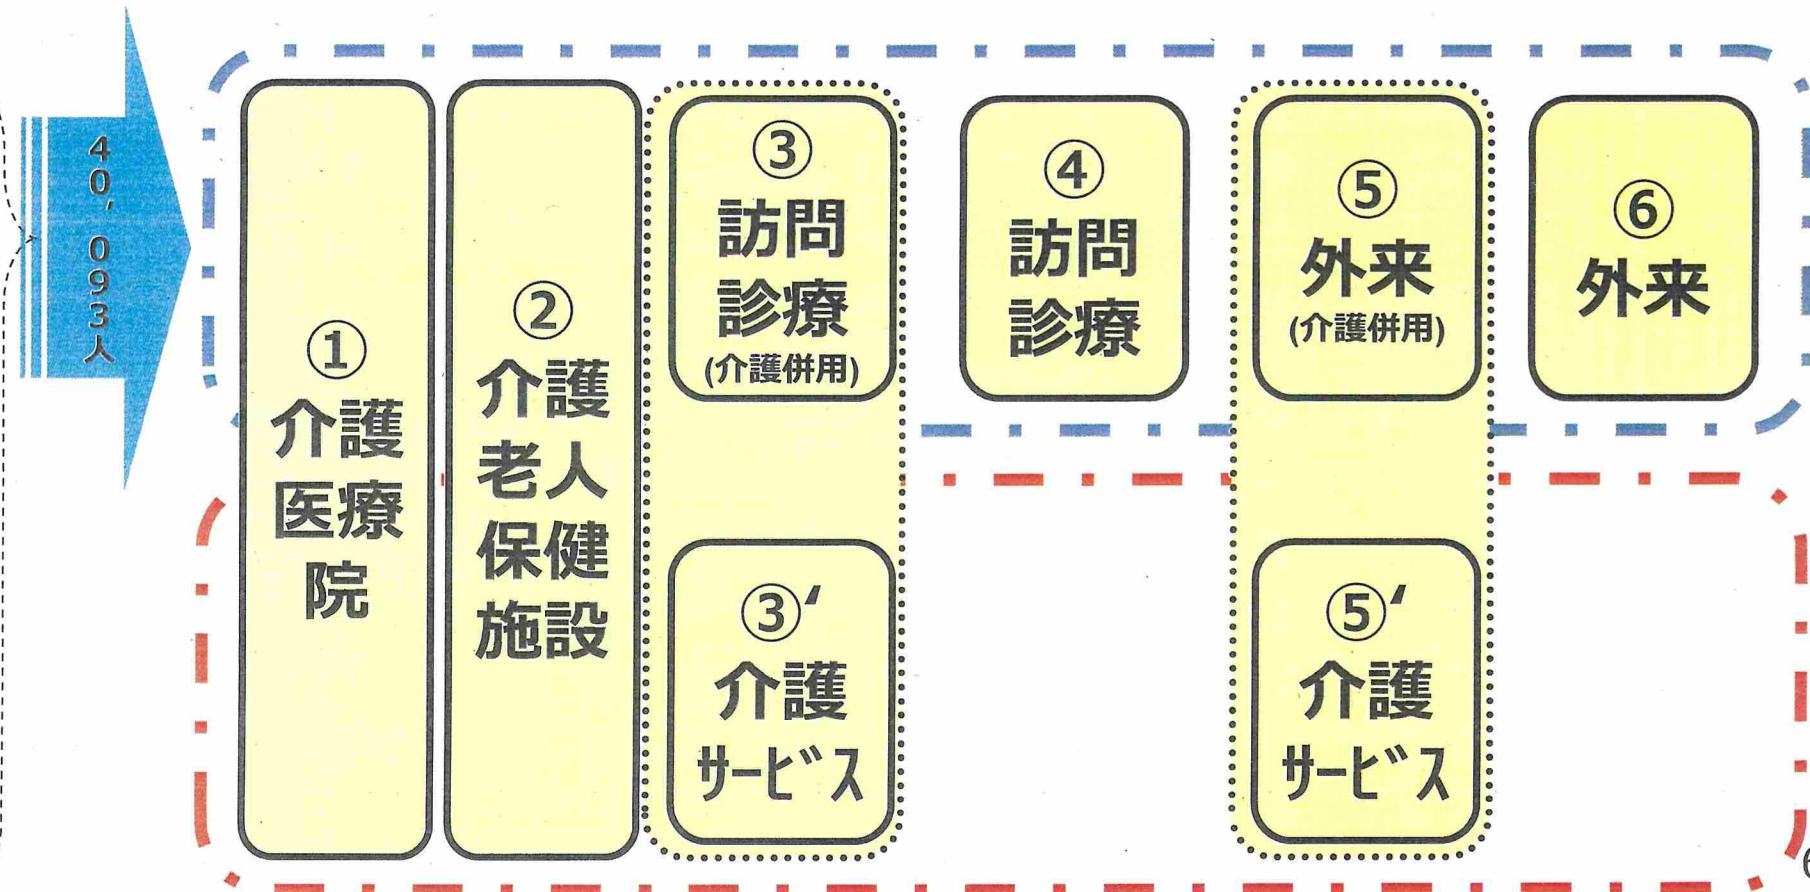 40,093人
①
介護
医療
院
②
介護
老人
保健
施設
③
訪問
診療
(介護併用)
④
訪問
診療
⑤
外来
(介護併用)
⑥
外来
③′
介護
サービス
⑤′
介護
サービス